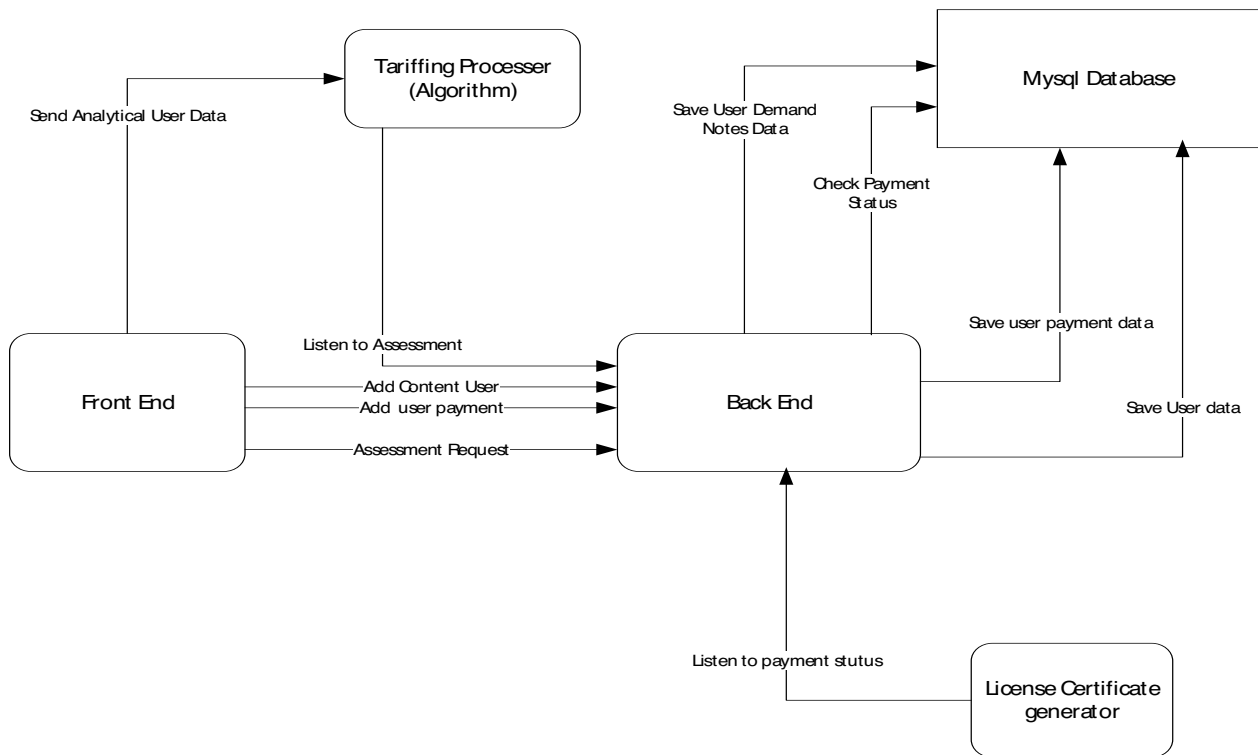 Tariffing Processer
(Algorithm)
Mysql Database
Send Analytical User Data
Save User Demand
Notes Data
Check Payment
Status
Save user payment data
Listen to Assessment
Front End
Add Content User
Add user payment
Back End
Save User data
Assessment Request
Listen to payment stutus
License Certificate
generator